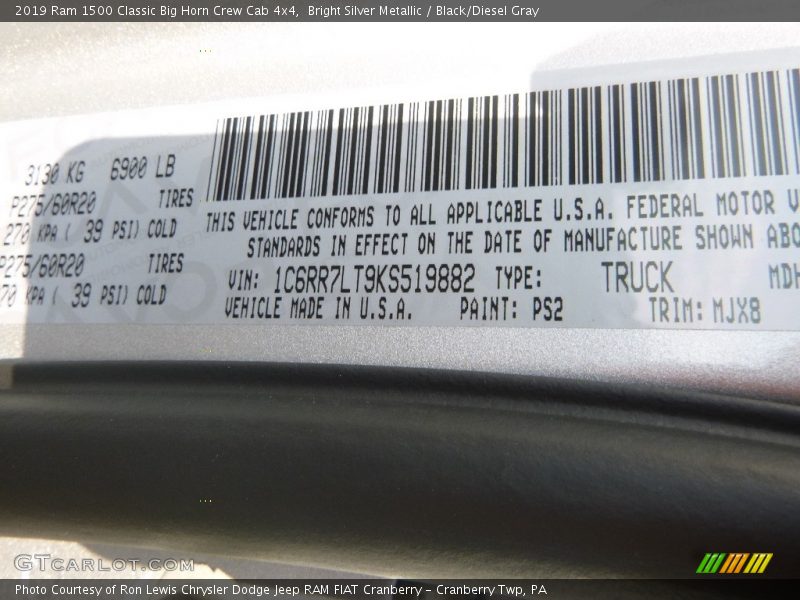 2019 Ram 1500 Classic Big Horn Crew Cab 4x4,  Bright Silver Metallic / Black/Diesel Gray
3130 KG 6900 LB
P275/60R20 TIRES
270 KPA ( 39 PSI) COLD
P275/60R20 TIRES
70 KPA ( 39 PSI) COLD
THIS VEHICLE CONFORMS TO ALL APPLICABLE U.S.A. FEDERAL MOTOR V
STANDARDS IN EFFECT ON THE DATE OF MANUFACTURE SHOWN ABO
VIN: 1C6RR7LT9KS519882 TYPE: TRUCK MDH
VEHICLE MADE IN U.S.A. PAINT: PS2 TRIM: MJX8
GTCARLOT.COM
Photo Courtesy of Ron Lewis Chrysler Dodge Jeep RAM FIAT Cranberry – Cranberry Twp, PA